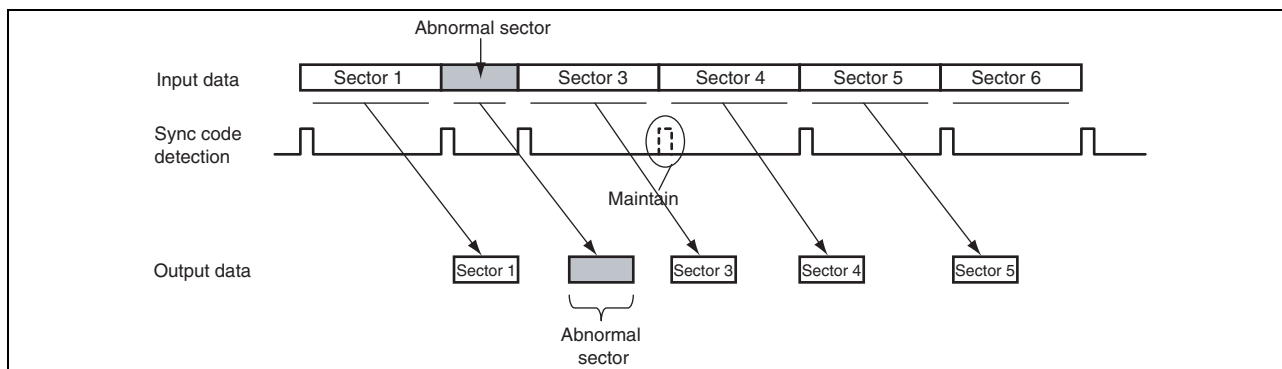 Abnormal sector
Input data
Sector 1
Sector 3
Sector 4
Sector 5
Sector 6
Sync code
detection
Maintain
Output data
Sector 1
Sector 3
Sector 4
Sector 5
Abnormal
sector